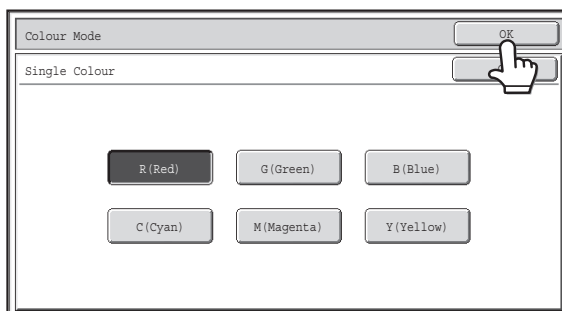 Colour Mode OK
Single Colour
R(Red) G(Green) B(Blue)
C(Cyan) M(Magenta) Y(Yellow)